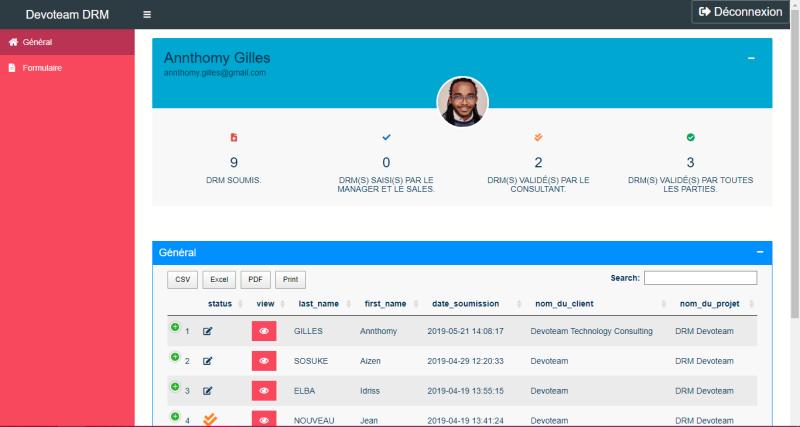 Devoteam DRM
Déconnexion
Général
Formulaire
Annthomy Gilles
annthomy.gilles@gmail.com
9
DRM SOUMIS.
0
DRM(S) SAISI(S) PAR LE
MANAGER ET LE SALES.
2
DRM(S) VALIDÉ(S) PAR LE
CONSULTANT.
3
DRM(S) VALIDÉ(S) PAR TOUTES
LES PARTIES.
Général
CSV Excel PDF Print Search:
status view last_name first_name date_soumission nom_du_client nom_du_projet
1 GILLES Annthomy 2019-05-21 14:08:17 Devoteam Technology Consulting DRM Devoteam
2 SOSUKE Aizen 2019-04-29 12:20:33 Devoteam DRM Devoteam
3 ELBA Idriss 2019-04-19 13:55:15 Devoteam DRM Devoteam
4 NOUVEAU Jean 2019-04-19 13:41:24 Devoteam DRM Devoteam